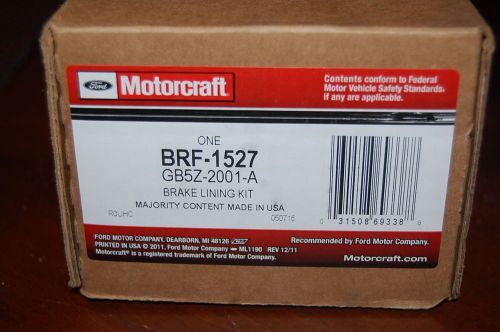 Ford
Motorcraft®
Contents conform to Federal
Motor Vehicle Safety Standards,
if any are applicable.
ONE
BRF-1527
GB5Z-2001-A
BRAKE LINING KIT
MAJORITY CONTENT MADE IN USA
050716
0 31508 69338 9
FORD MOTOR COMPANY, DEARBORN, MI 48126
PRINTED IN USA © 2011, Ford Motor Company ML1190 REV 12/11
Motorcraft® is a registered trademark of Ford Motor Company.
Recommended by Ford Motor Company.
Motorcraft.com